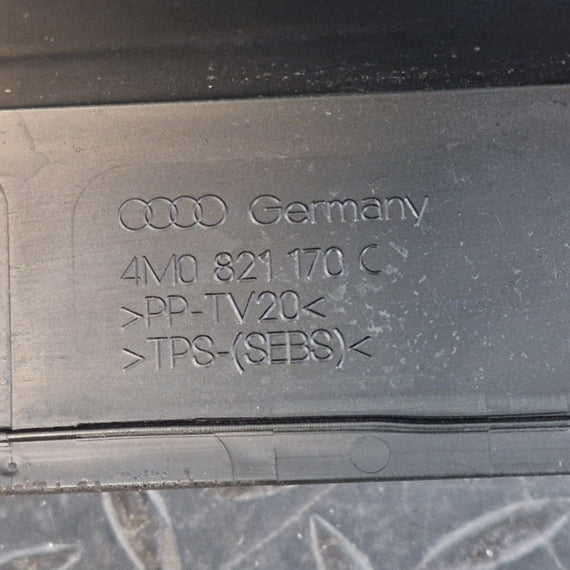 Germany
4M0 821 170 C
>PP-TV20<
>TPS-(SEBS)<